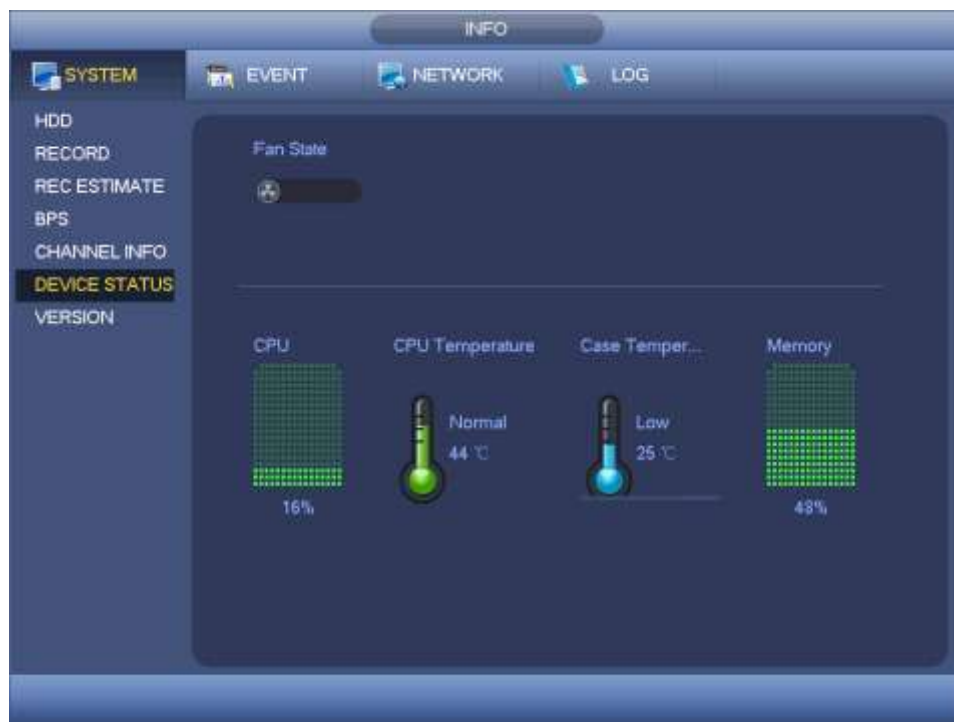 INFO
SYSTEM EVENT NETWORK LOG
HDD
RECORD
REC ESTIMATE
BPS
CHANNEL INFO
DEVICE STATUS
VERSION
Fan State
CPU CPU Temperature Case Temper... Memory
Normal Low
44 ℃ 25 ℃
16% 48%